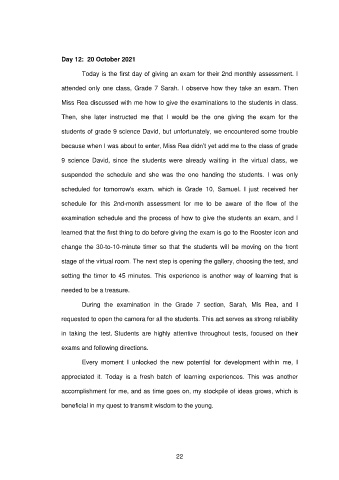 Day 12: 20 October 2021
Today is the first day of giving an exam for their 2nd monthly assessment. I
attended only one class, Grade 7 Sarah. I observe how they take an exam. Then
Miss Rea discussed with me how to give the examinations to the students in class.
Then, she later instructed me that I would be the one giving the exam for the
students of grade 9 science David, but unfortunately, we encountered some trouble
because when I was about to enter, Miss Rea didn't yet add me to the class of grade
9 science David, since the students were already waiting in the virtual class, we
suspended the schedule and she was the one handing the students. I was only
scheduled for tomorrow's exam, which is Grade 10, Samuel. I just received her
schedule for this 2nd-month assessment for me to be aware of the flow of the
examination schedule and the process of how to give the students an exam, and I
learned that the first thing to do before giving the exam is go to the Rooster icon and
change the 30-to-10-minute timer so that the students will be moving on the front
stage of the virtual room. The next step is opening the gallery, choosing the test, and
setting the timer to 45 minutes. This experience is another way of learning that is
needed to be a treasure.
During the examination in the Grade 7 section, Sarah, Mis Rea, and I
requested to open the camera for all the students. This act serves as strong reliability
in taking the test. Students are highly attentive throughout tests, focused on their
exams and following directions.
Every moment I unlocked the new potential for development within me, I
appreciated it. Today is a fresh batch of learning experiences. This was another
accomplishment for me, and as time goes on, my stockpile of ideas grows, which is
beneficial in my quest to transmit wisdom to the young.
22